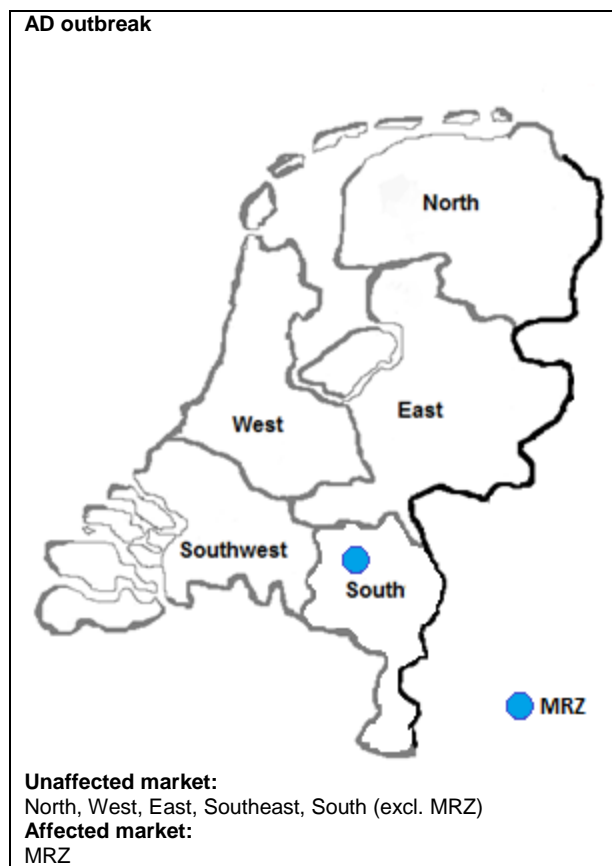 AD outbreak
North
West
East
Southwest
South
MRZ
Unaffected market:
North, West, East, Southeast, South (excl. MRZ)
Affected market:
MRZ